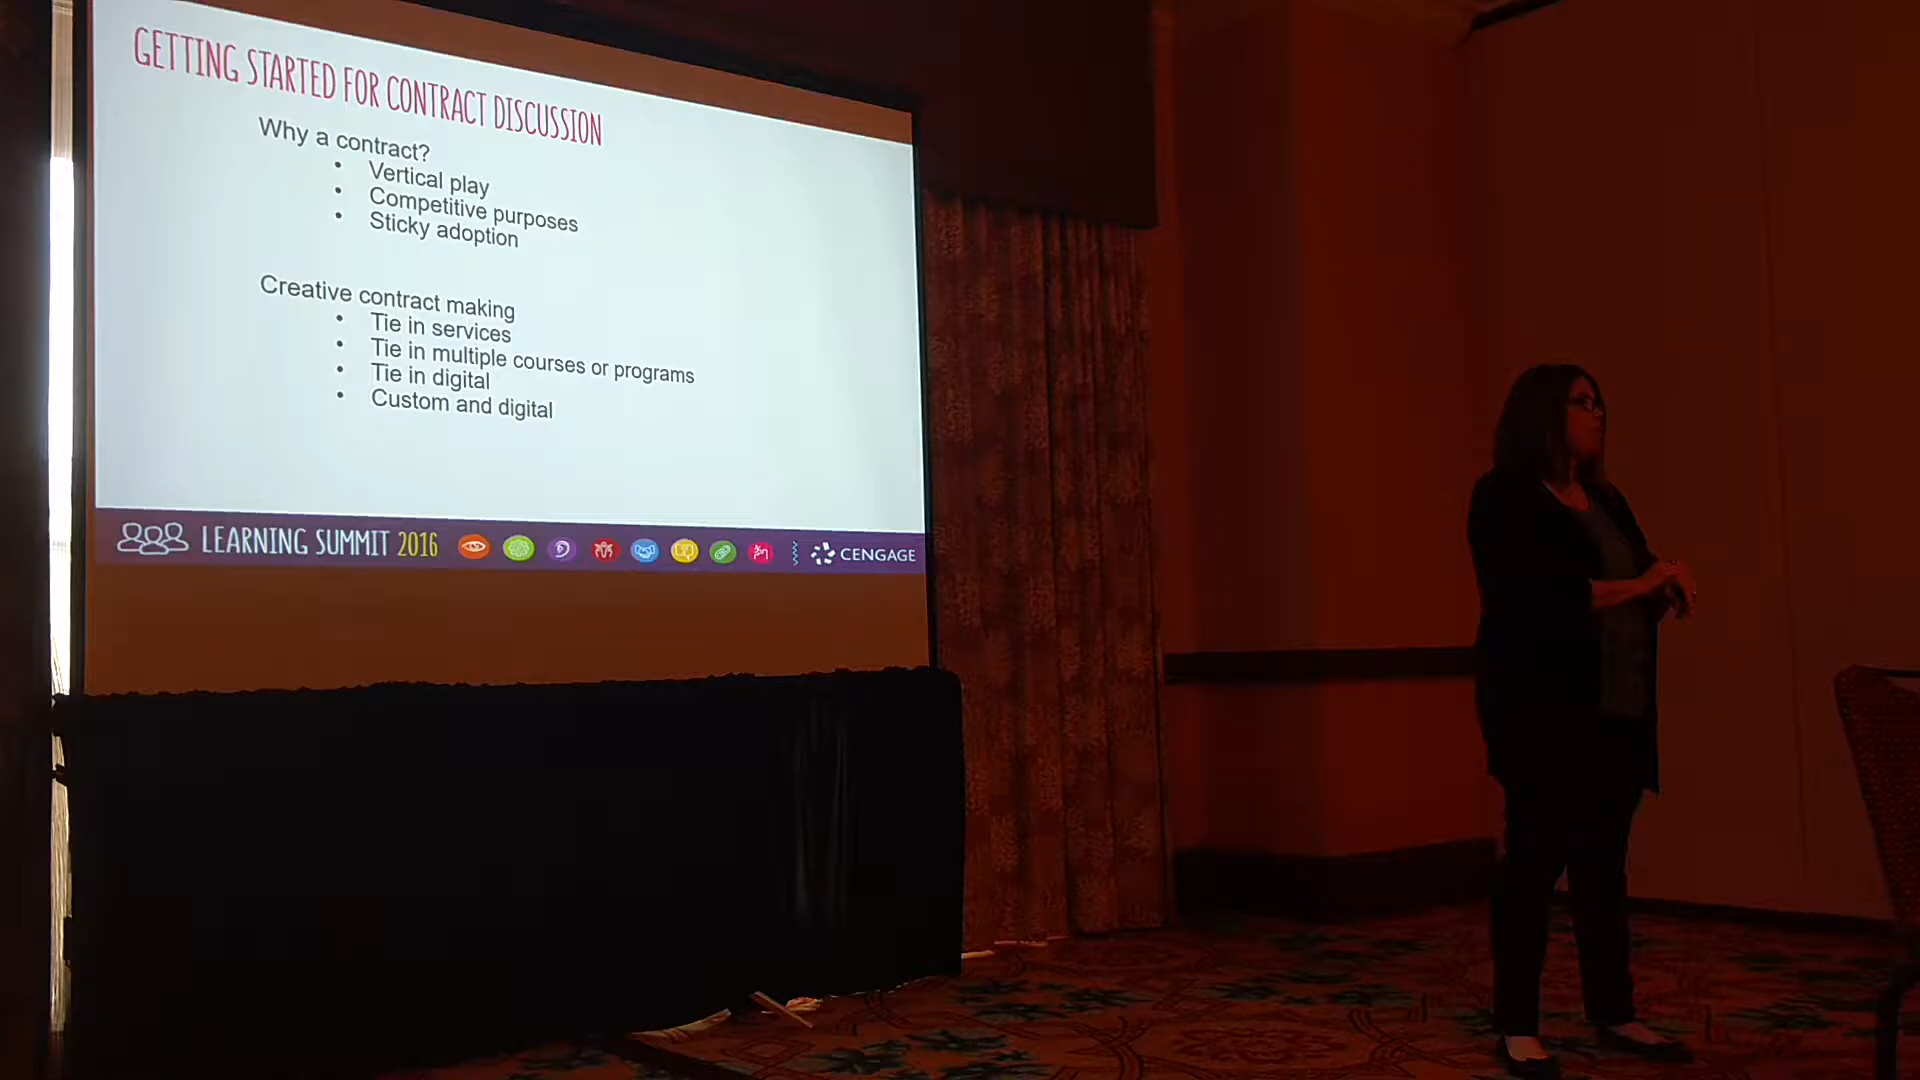 GETTING STARTED FOR CONTRACT DISCUSSION
Why a contract?
• Vertical play
• Competitive purposes
• Sticky adoption
Creative contract making
• Tie in services
• Tie in multiple courses or programs
• Tie in digital
• Custom and digital
LEARNING SUMMIT 2016 CENGAGE